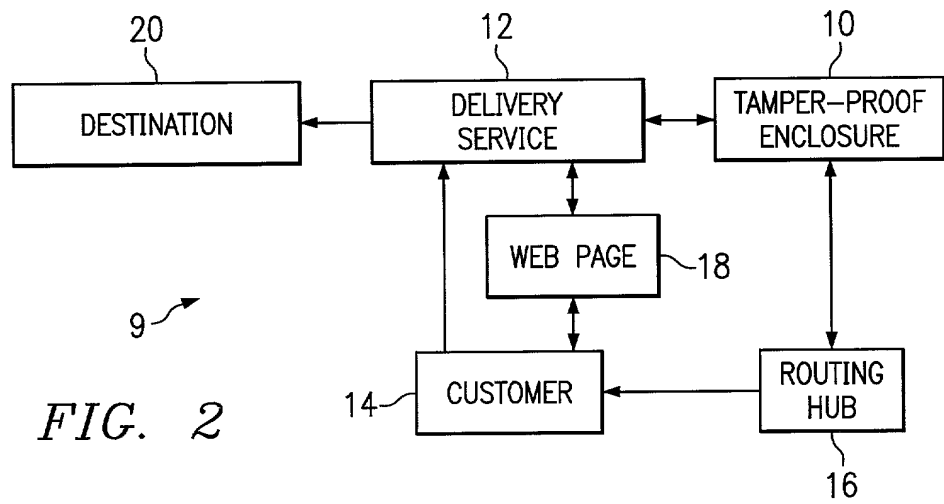 20
12
10
DESTINATION
DELIVERY
SERVICE
TAMPER-PROOF
ENCLOSURE
WEB PAGE
18
9
14
CUSTOMER
ROUTING
HUB
16
FIG. 2